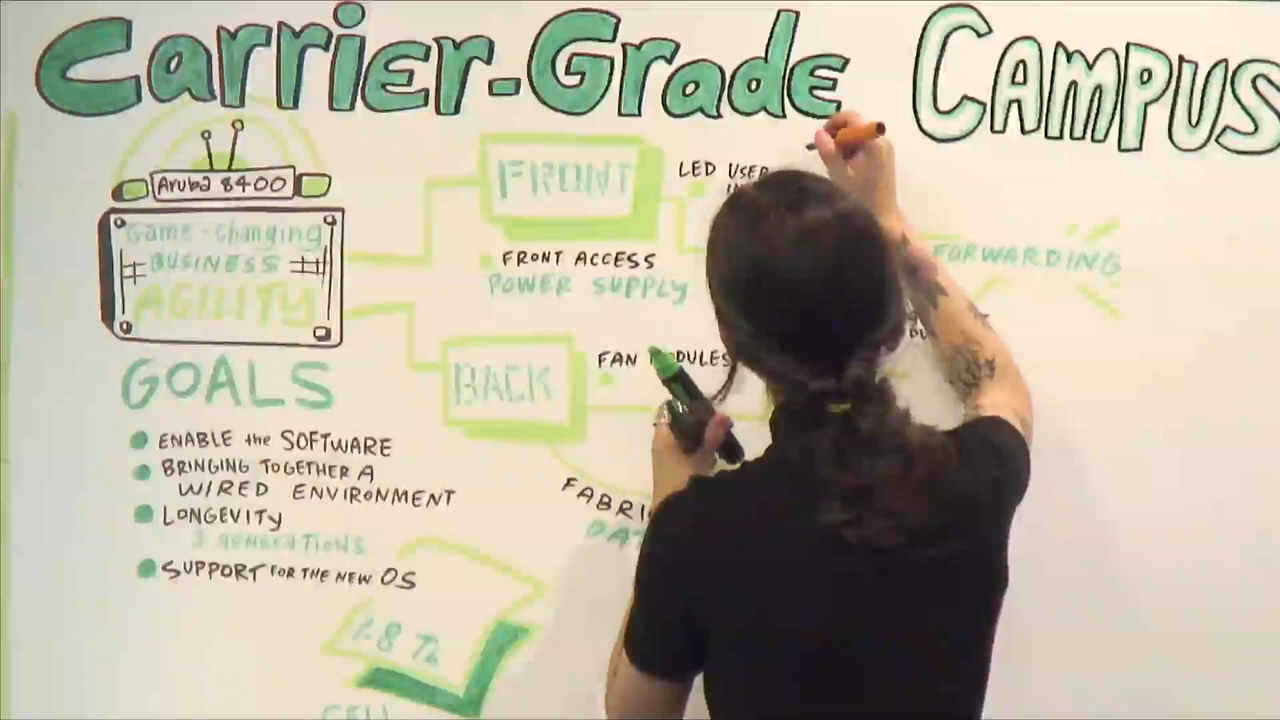 Carrier-Grade CAMPUS
Aruba 8400
Game-Changing
BUSINESS
AGILITY
FRONT
LED USER
FRONT ACCESS
POWER SUPPLY
FORWARDING
BACK
FAN MODULES
GOALS
ENABLE the SOFTWARE
BRINGING TOGETHER A
WIRED ENVIRONMENT
LONGEVITY
3 generations
SUPPORT FOR THE NEW OS